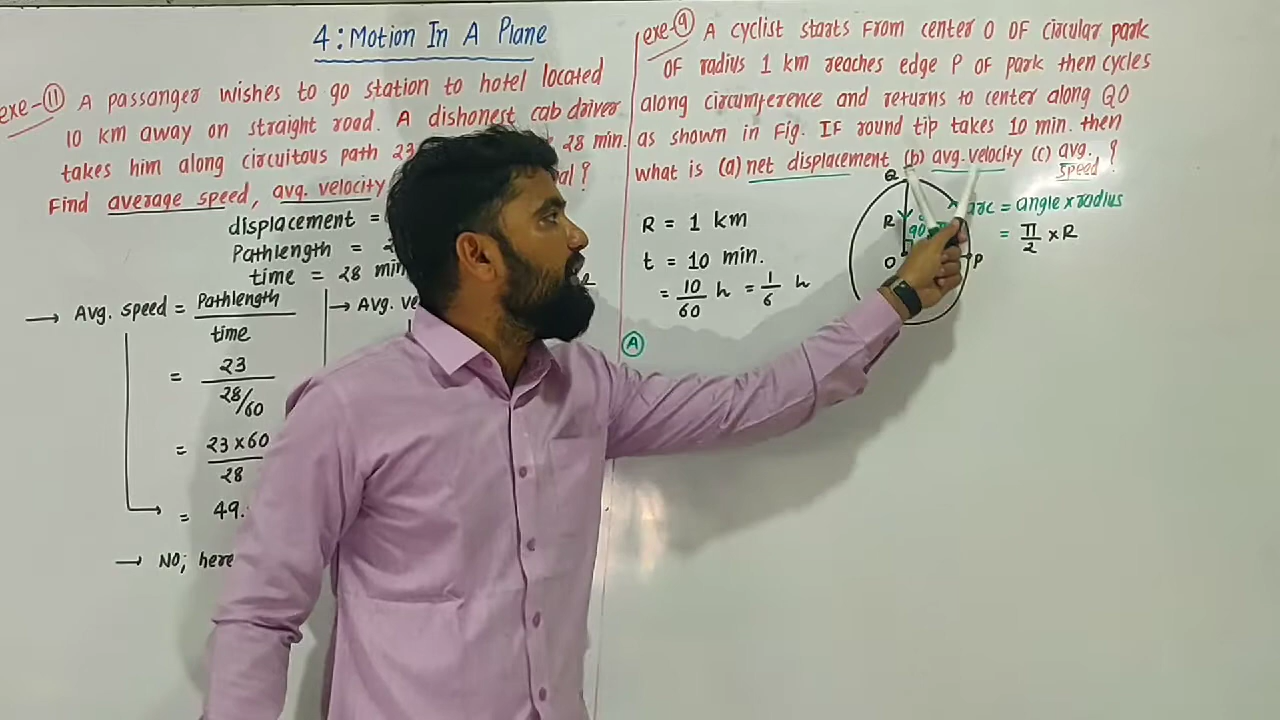 4: Motion In A Plane
exe-11 A passanger wishes to go station to hotel located
10 km away on straight road. A dishonest cab driver
takes him along circuitous path 23 28 min.
Find average speed, avg. velocity al?
displacement =
Pathlength = 2
time = 28 min
→ Avg. speed = Pathlength
time
= 23
28/60
= 23 x 60
28
= 49.
→ No; here
→ Avg. ve
exe-9 A cyclist starts from center O OF circular park
OF radius 1 km reaches edge P OF park then cycles
along circumference and returns to center along QO
as shown in Fig. IF round tip takes 10 min. then
what is (a) net displacement (b) avg. velocity (c) avg. speed ?
R = 1 km
t = 10 min.
= 10/60 h = 1/6 h
A
Q
R
90
O
P
arc = angle x radius
= π/2 x R